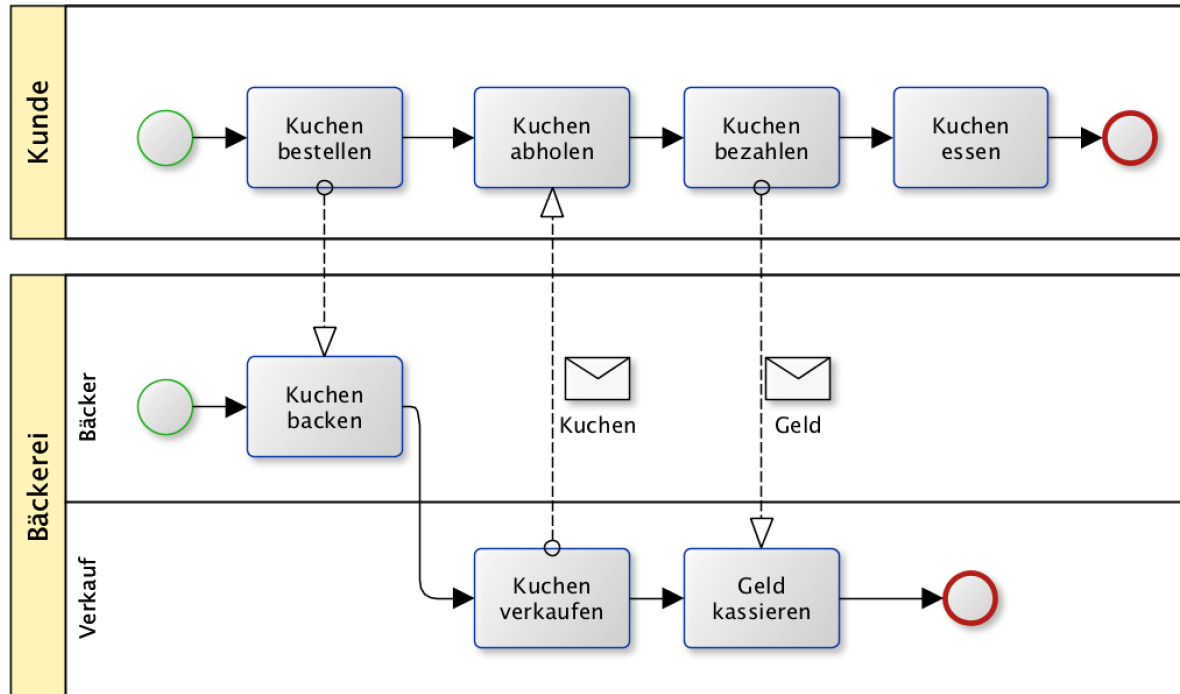 Kunde
Kuchen
bestellen
Kuchen
abholen
Kuchen
bezahlen
Kuchen
essen
Bäckerei
Bäcker
Kuchen
backen
Kuchen
Geld
Verkauf
Kuchen
verkaufen
Geld
kassieren